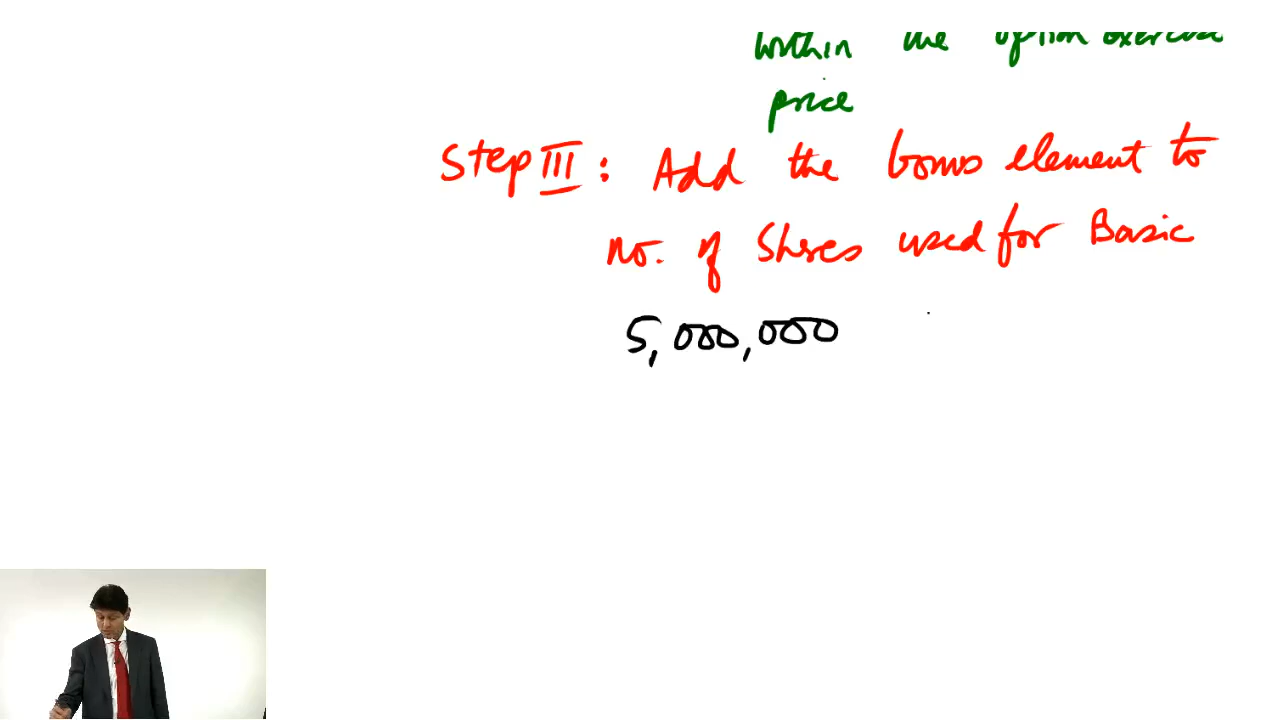 within the option exercise
price
Step III : Add the bonus element to
no. of Shares used for Basic
5,000,000